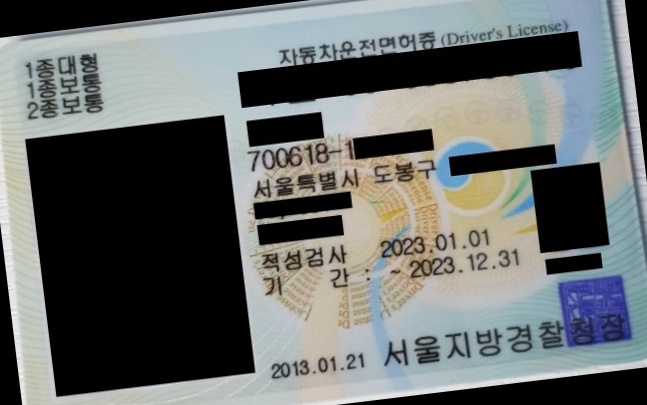 자동차운전면허증 (Driver's License)
1종대형
1종보통
2종보통
700618-1
서울특별시 도봉구
적성검사 2023.01.01
기 간 : ~ 2023.12.31
2013.01.21 서울지방경찰청장